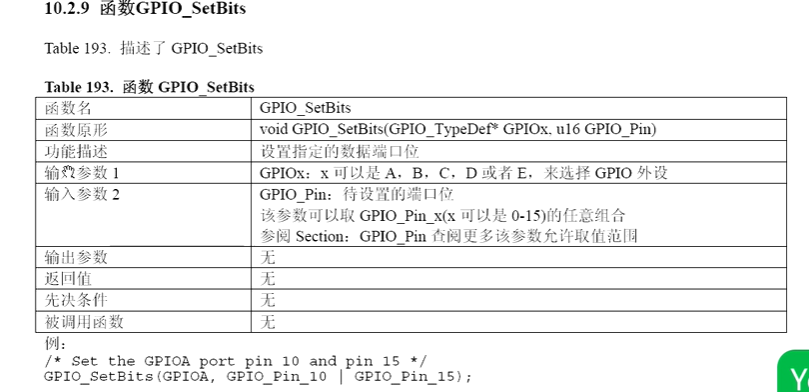 10.2.9 函数GPIO_SetBits
Table 193. 描述了 GPIO_SetBits
Table 193. 函数 GPIO_SetBits
函数名 GPIO_SetBits
函数原形 void GPIO_SetBits(GPIO_TypeDef* GPIOx, u16 GPIO_Pin)
功能描述 设置指定的数据端口位
输入参数 1 GPIOx：x 可以是 A，B，C，D 或者 E，来选择 GPIO 外设
输入参数 2 GPIO_Pin：待设置的端口位
该参数可以取 GPIO_Pin_x(x 可以是 0-15)的任意组合
参阅 Section：GPIO_Pin 查阅更多该参数允许取值范围
输出参数 无
返回值 无
先决条件 无
被调用函数 无
例：
/* Set the GPIOA port pin 10 and pin 15 */
GPIO_SetBits(GPIOA, GPIO_Pin_10 | GPIO_Pin_15);
Y